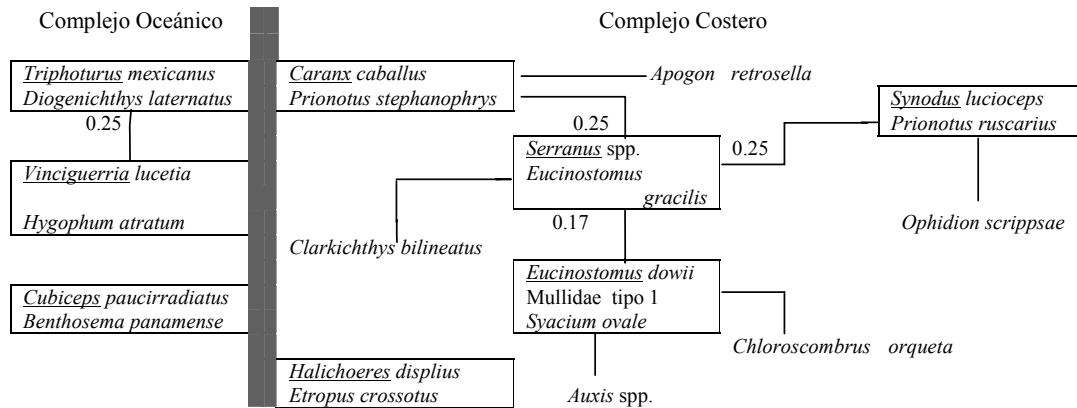 Complejo Oceánico
Complejo Costero
Triphoturus mexicanus
Diogenichthys laternatus
0.25
Vinciguerria lucetia
Hygophum atratum
Cubiceps paucirradiatus
Benthosema panamense
Caranx caballus
Prionotus stephanophrys
Apogon retrosella
0.25
Serranus spp.
Eucinostomus
gracilis
0.25
Synodus lucioceps
Prionotus ruscarius
Ophidion scrippsae
Clarkichthys bilineatus
0.17
Eucinostomus dowii
Mullidae tipo 1
Syacium ovale
Chloroscombrus orqueta
Halichoeres displius
Etropus crossotus
Auxis spp.